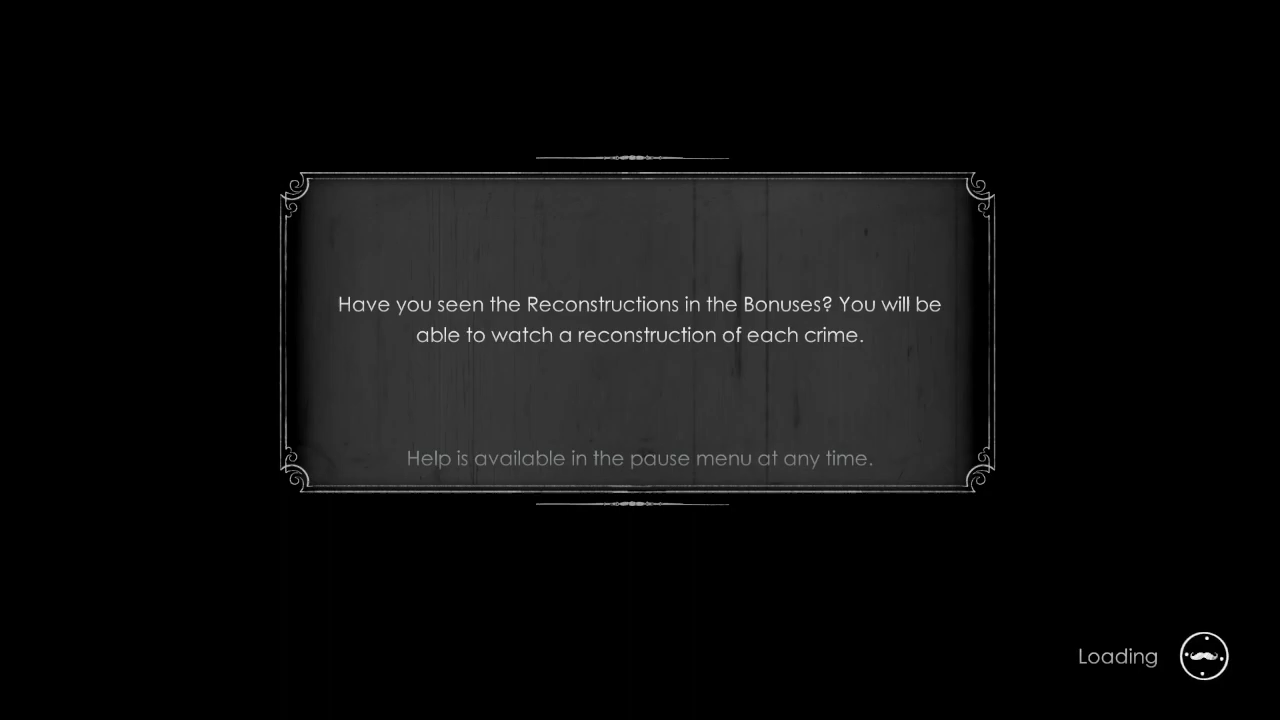 Have you seen the Reconstructions in the Bonuses? You will be
able to watch a reconstruction of each crime.
Help is available in the pause menu at any time.
Loading